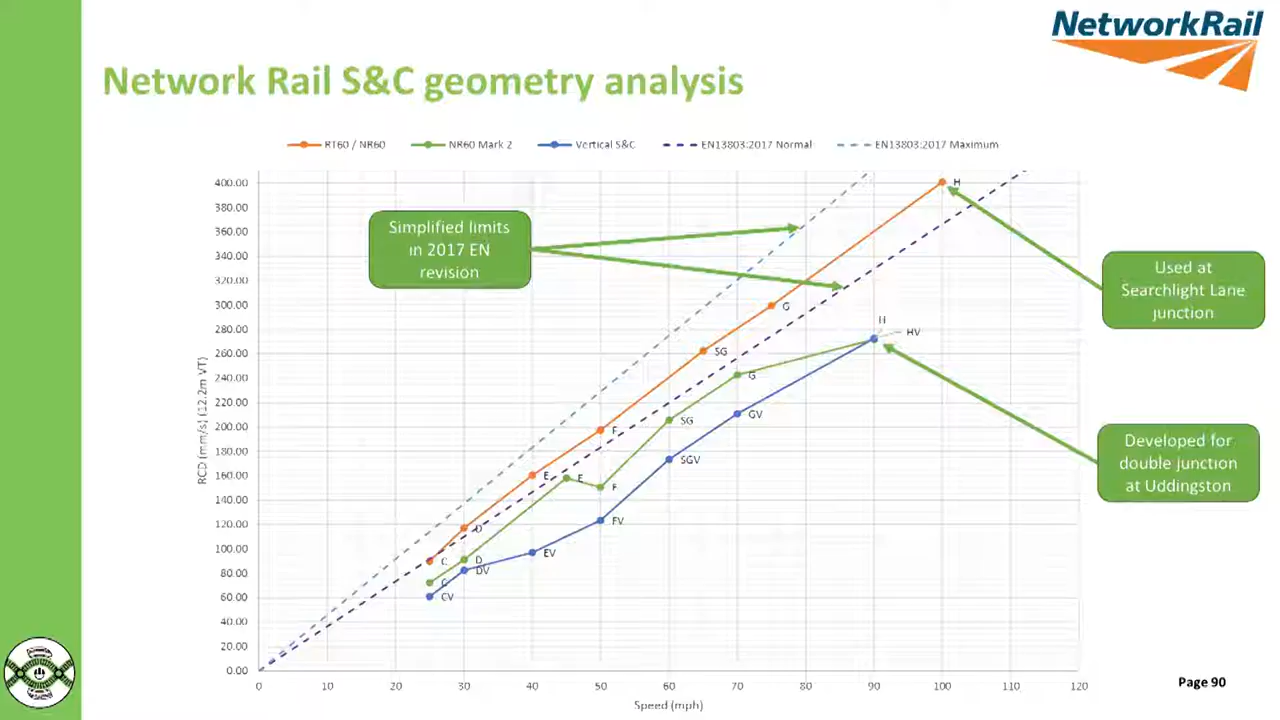 NetworkRail
Network Rail S&C geometry analysis
RT60 / NR60
NR60 Mark 2
Vertical S&C
EN13803:2017 Normal
EN13803:2017 Maximum
400.00
380.00
360.00
340.00
320.00
300.00
280.00
260.00
240.00
220.00
200.00
180.00
160.00
140.00
120.00
100.00
80.00
60.00
40.00
20.00
0.00
RCD (mm/s) (12.2m VT)
Simplified limits
in 2017 EN
revision
H
Used at
Searchlight Lane
junction
G
H
HV
SG
G
GV
F
SG
SGV
Developed for
double junction
at Uddingston
E
E
F
D
FV
EV
C
D
DV
C
CV
0
10
20
30
40
50
60
70
80
90
100
110
120
Speed (mph)
Page 90